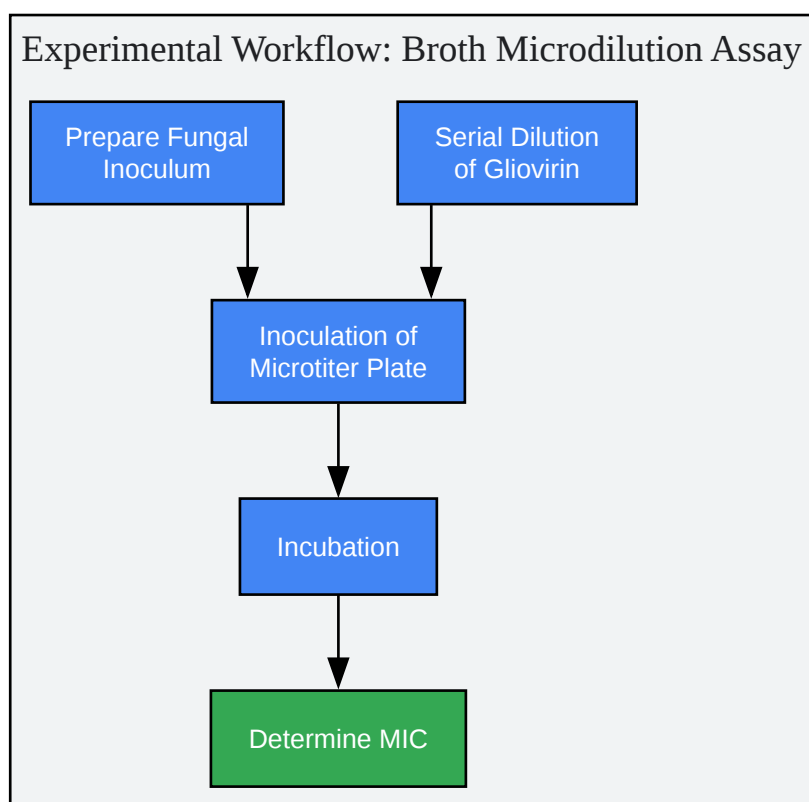 Experimental Workflow: Broth Microdilution Assay
Prepare Fungal
Inoculum
Serial Dilution
of Gliovirin
Inoculation of
Microtiter Plate
Incubation
Determine MIC